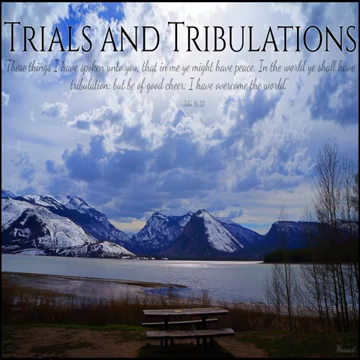 TRIALS AND TRIBULATIONS
These things I have spoken unto you, that in me ye might have peace. In the world ye shall have
tribulation: but be of good cheer; I have overcome the world."
- John 16:33